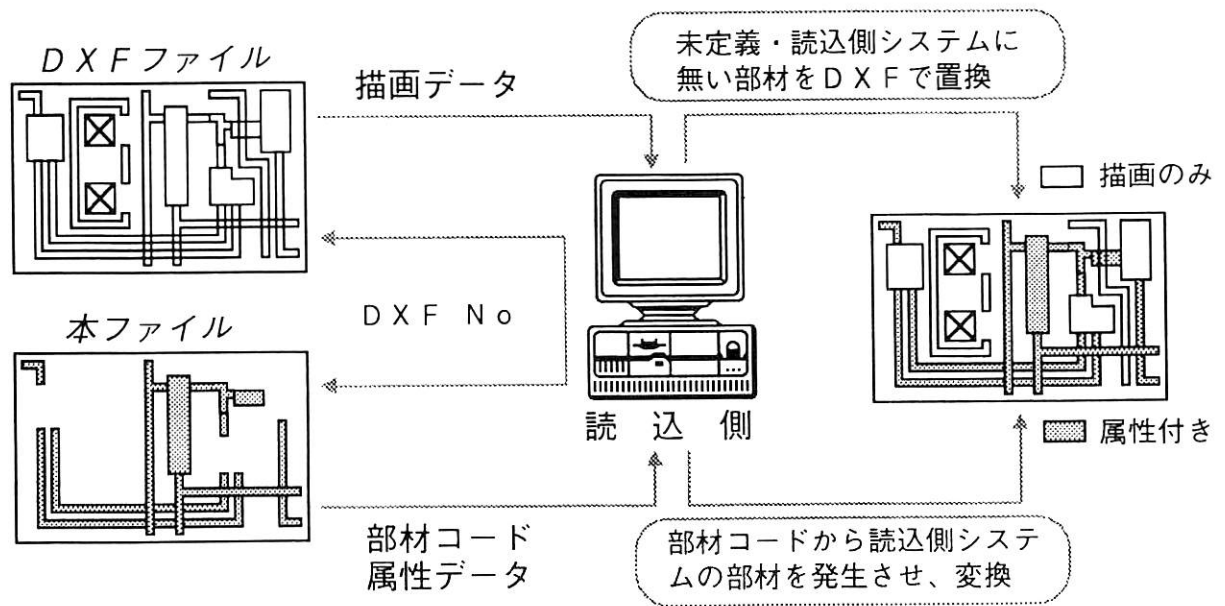 DXFファイル
描画データ
未定義・読込側システムに
無い部材をDXFで置換
描画のみ
DXF No
本ファイル
読込側
属性付き
部材コード
属性データ
部材コードから読込側システ
ムの部材を発生させ、変換